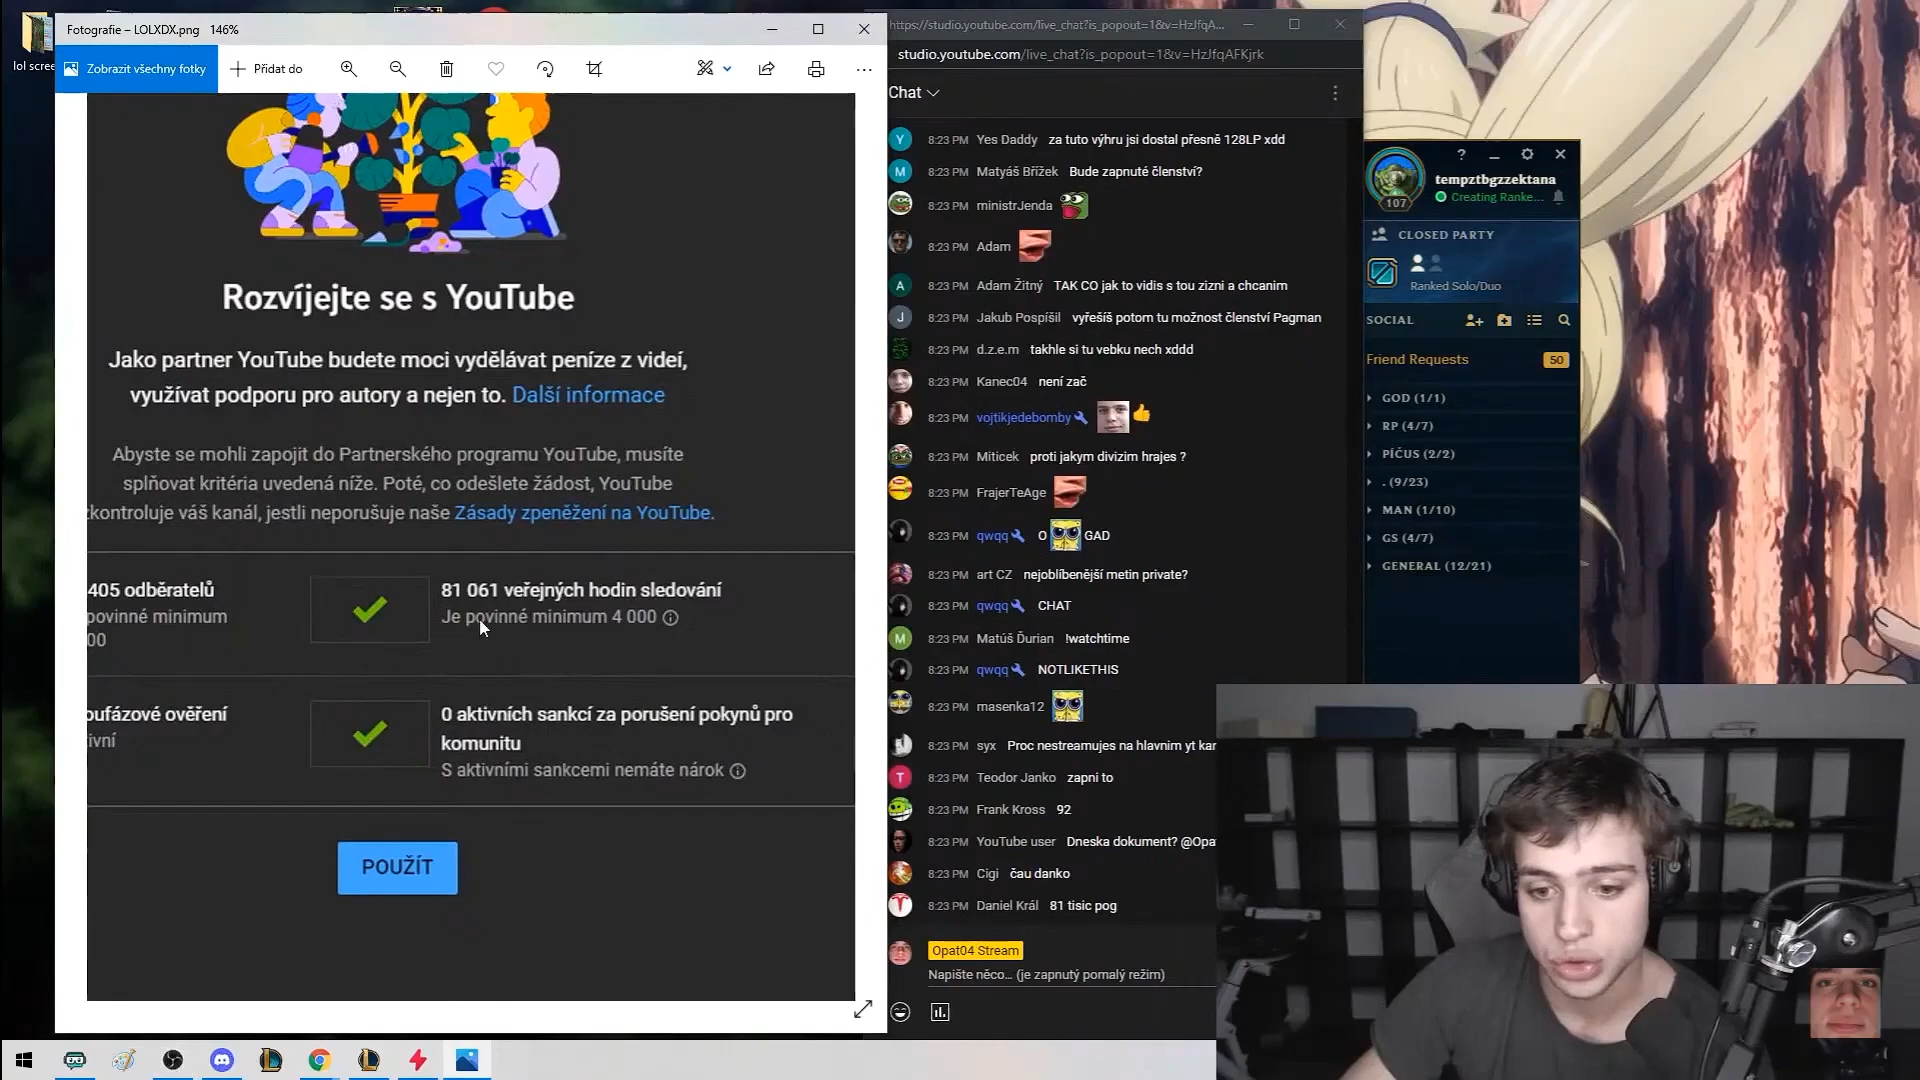 lol scree
Fotografie – LOLXDX.png 146%
Zobrazit všechny fotky
Přidat do
Rozvíjejte se s YouTube
Jako partner YouTube budete moci vydělávat peníze z videí,
využívat podporu pro autory a nejen to. Další informace
Abyste se mohli zapojit do Partnerského programu YouTube, musíte
splňovat kritéria uvedená níže. Poté, co odešlete žádost, YouTube
zkontroluje váš kanál, jestli neporušuje naše Zásady zpeněžení na YouTube.
405 odběratelů
povinné minimum
00
81 061 veřejných hodin sledování
Je povinné minimum 4 000
oufázové ověření
tivní
0 aktivních sankcí za porušení pokynů pro
komunitu
S aktivními sankcemi nemáte nárok
POUŽÍT
https://studio.youtube.com/live_chat?is_popout=1&v=HzJfqA...
studio.youtube.com/live_chat?is_popout=1&v=HzJfqAFKjrk
Chat
Y 8:23 PM Yes Daddy za tuto výhru jsi dostal přesně 128LP xdd
M 8:23 PM Matyáš Břížek Bude zapnuté členství?
8:23 PM ministrJenda
8:23 PM Adam
A 8:23 PM Adam Žitný TAK CO jak to vidis s tou zizni a chcanim
J 8:23 PM Jakub Pospíšil vyřešíš potom tu možnost členství Pagman
8:23 PM d.z.e.m takhle si tu vebku nech xddd
8:23 PM Kanec04 není zač
8:23 PM vojtikjedebomby
8:23 PM Miticek proti jakym divizim hrajes ?
8:23 PM FrajerTeAge
8:23 PM qwqq O GAD
8:23 PM art CZ nejoblíbenější metin private?
8:23 PM qwqq CHAT
M 8:23 PM Matúš Ďurian !watchtime
8:23 PM qwqq NOTLIKETHIS
8:23 PM masenka12
8:23 PM syx Proc nestreamujes na hlavnim yt kar
T 8:23 PM Teodor Janko zapni to
8:23 PM Frank Kross 92
8:23 PM YouTube user Dneska dokument? @Opa
8:23 PM Cigi čau danko
8:23 PM Daniel Král 81 tisic pog
Opat04 Stream
Napište něco… (je zapnutý pomalý režim)
107
tempztbgzzektana
Creating Ranke...
CLOSED PARTY
Ranked Solo/Duo
SOCIAL
Friend Requests 50
GOD (1/1)
RP (4/7)
PÍČUS (2/2)
. (9/23)
MAN (1/10)
GS (4/7)
GENERAL (12/21)